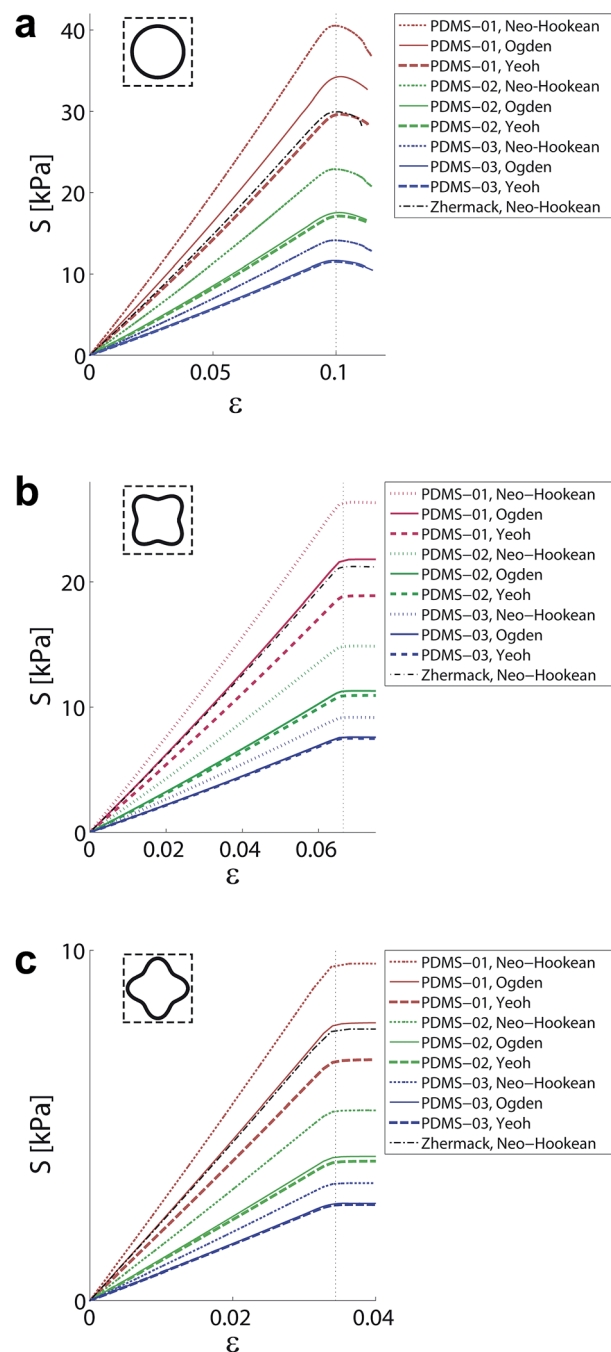 a
40
30
20
10
0
S [kPa]
0
0.05
0.1
ε
PDMS−01, Neo-Hookean
PDMS−01, Ogden
PDMS−01, Yeoh
PDMS−02, Neo−Hookean
PDMS−02, Ogden
PDMS−02, Yeoh
PDMS−03, Neo−Hookean
PDMS−03, Ogden
PDMS−03, Yeoh
Zhermack, Neo-Hookean
b
20
10
0
S [kPa]
0
0.02
0.04
0.06
ε
PDMS−01, Neo−Hookean
PDMS−01, Ogden
PDMS−01, Yeoh
PDMS−02, Neo−Hookean
PDMS−02, Ogden
PDMS−02, Yeoh
PDMS−03, Neo−Hookean
PDMS−03, Ogden
PDMS−03, Yeoh
Zhermack, Neo−Hookean
c
10
0
S [kPa]
0
0.02
0.04
ε
PDMS−01, Neo−Hookean
PDMS−01, Ogden
PDMS−01, Yeoh
PDMS−02, Neo−Hookean
PDMS−02, Ogden
PDMS−02, Yeoh
PDMS−03, Neo−Hookean
PDMS−03, Ogden
PDMS−03, Yeoh
Zhermack, Neo−Hookean